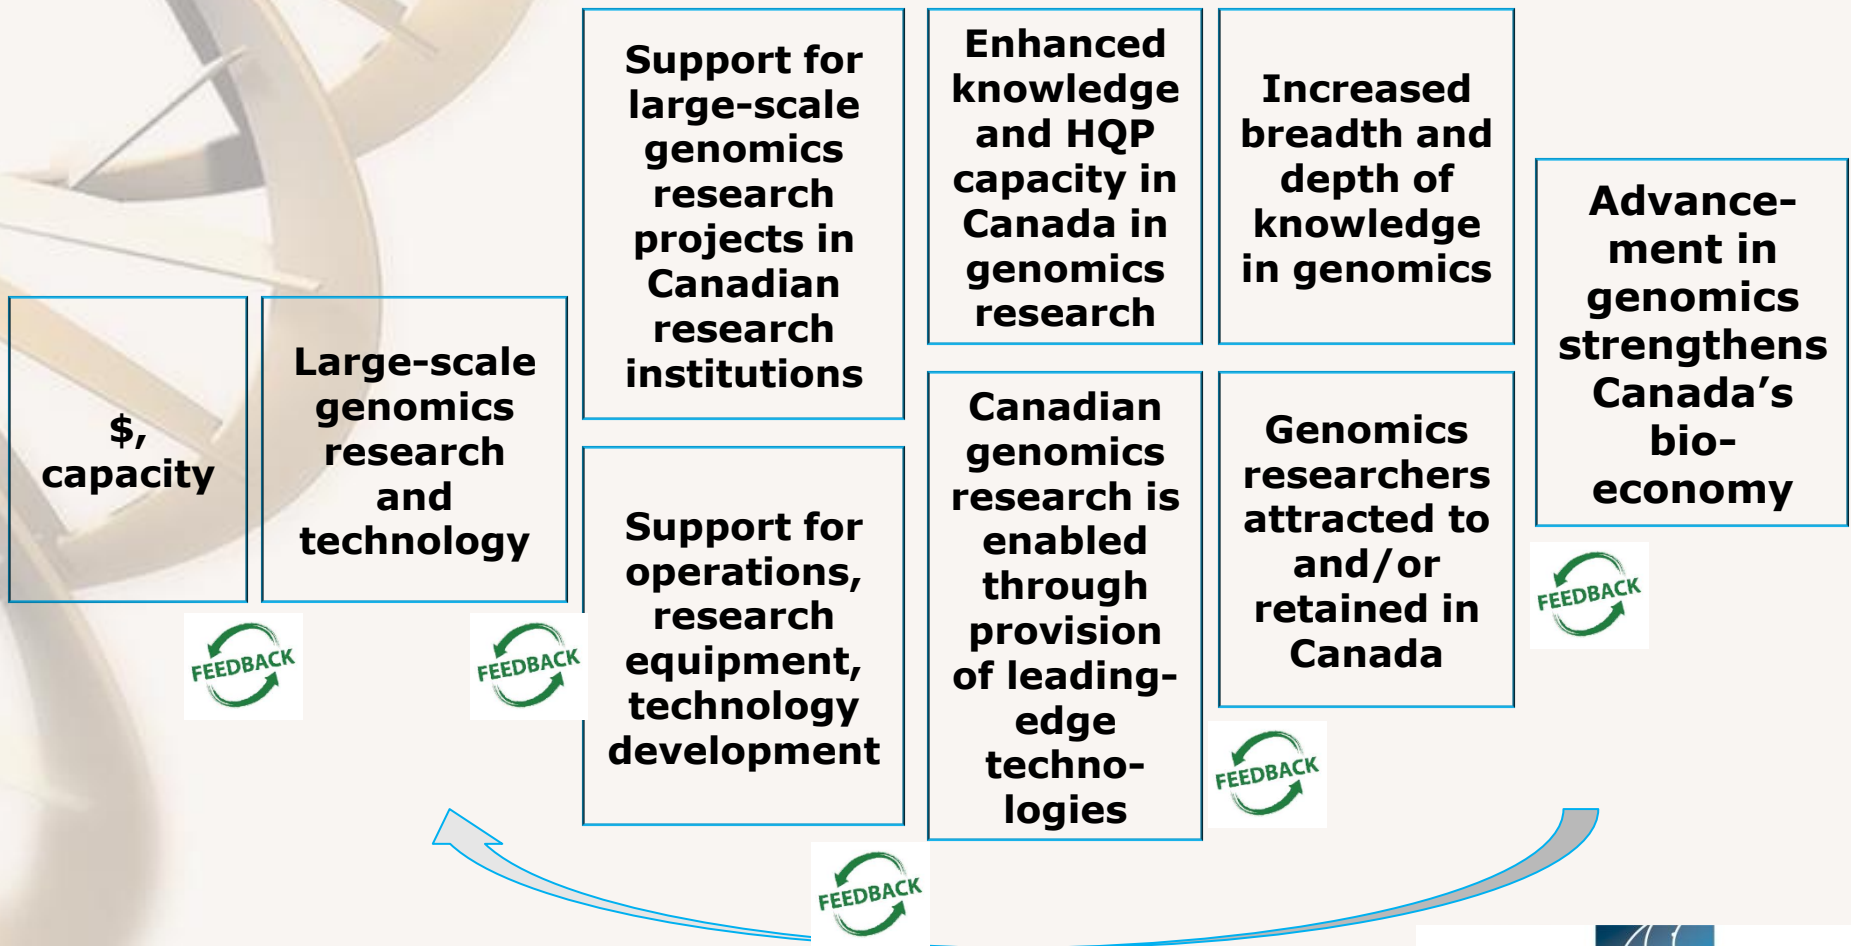 $,
capacity
Large-scale
genomics
research
and
technology
Support for
large-scale
genomics
research
projects in
Canadian
research
institutions
Support for
operations,
research
equipment,
technology
development
Enhanced
knowledge
and HQP
capacity in
Canada in
genomics
research
Canadian
genomics
research is
enabled
through
provision
of leading-
edge
techno-
logies
Increased
breadth and
depth of
knowledge
in genomics
Genomics
researchers
attracted to
and/or
retained in
Canada
Advance-
ment in
genomics
strengthens
Canada’s
bio-
economy
FEEDBACK
FEEDBACK
FEEDBACK
FEEDBACK
FEEDBACK